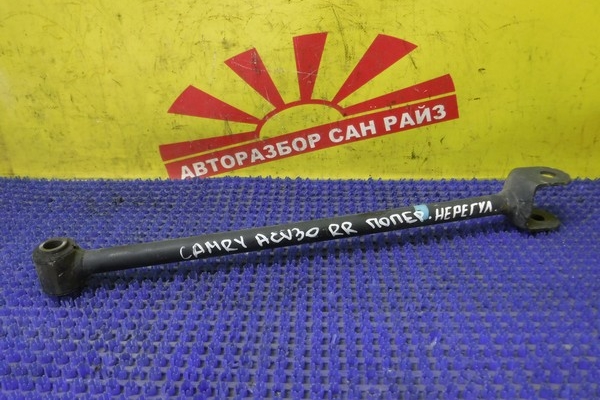 АВТОРАЗБОР САН РАЙЗ
CAMRY ACV30 RR ПОПЕР. НЕРЕГУЛ.